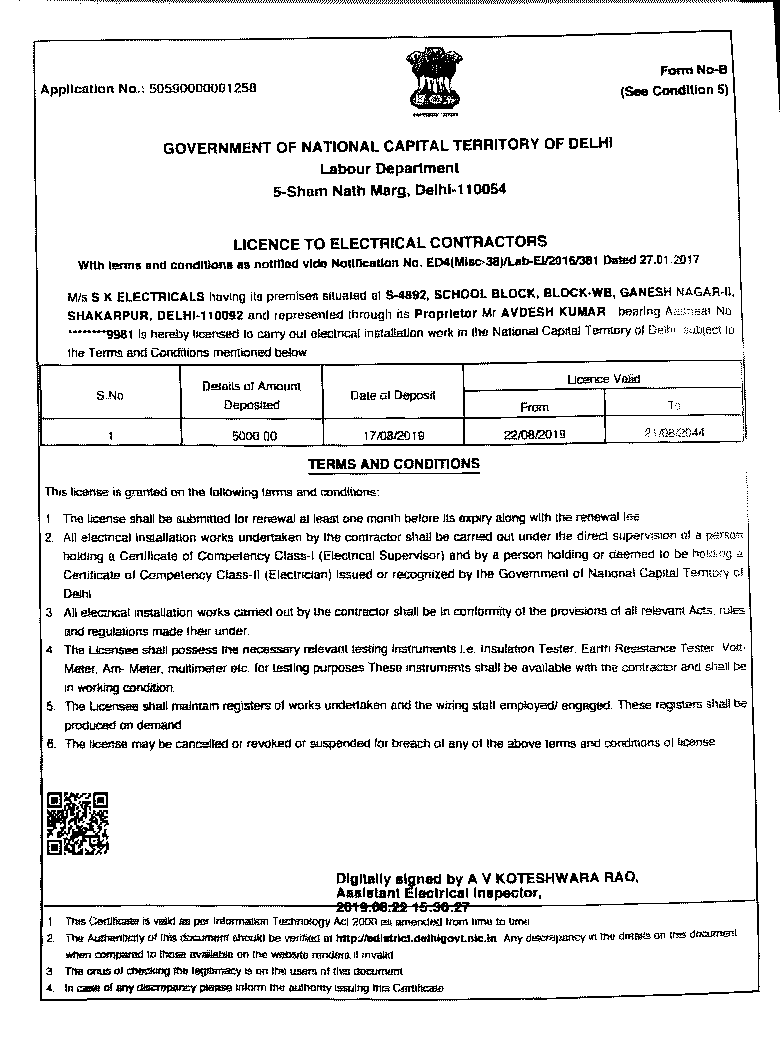 Application No.: 50590000001258
Form No-B
(See Condition 5)
GOVERNMENT OF NATIONAL CAPITAL TERRITORY OF DELHI
Labour Department
5-Sham Nath Marg, Delhi-110054
LICENCE TO ELECTRICAL CONTRACTORS
With terms and conditions as notified vide Notification No. ED4(Misc-38)/Lab-El/2016/381 Dated 27.01.2017
M/s S K ELECTRICALS having its premises situated at S-4892, SCHOOL BLOCK, BLOCK-WB, GANESH NAGAR-II,
SHAKARPUR, DELHI-110092 and represented through its Proprietor Mr AVDESH KUMAR bearing Aadhaar No
********9981 is hereby licensed to carry out electrical installation work in the National Capital Territory of Delhi subject to
the Terms and Conditions mentioned below
S.No
Details of Amount
Deposited
Date of Deposit
Licence Valid
From
To
1
5000.00
17/08/2019
22/08/2019
21/08/2044
TERMS AND CONDITIONS
This license is granted on the following terms and conditions:
1 The license shall be submitted for renewal at least one month before its expiry along with the renewal fee
2. All electrical installation works undertaken by the contractor shall be carried out under the direct supervision of a person
holding a Certificate of Competency Class-I (Electrical Supervisor) and by a person holding or deemed to be holding a
Certificate of Competency Class-II (Electrician) issued or recognized by the Government of National Capital Territory of
Delhi
3 All electrical installation works carried out by the contractor shall be in conformity of the provisions of all relevant Acts, rules
and regulations made their under.
4 The Licensee shall possess the necessary relevant testing instruments i.e. Insulation Tester, Earth Resistance Tester, Volt-
Meter, Am- Meter, multimeter etc. for testing purposes These instruments shall be available with the contractor and shall be
in working condition.
5. The Licensee shall maintain registers of works undertaken and the wiring staff employed/ engaged. These registers shall be
produced on demand
6. The license may be cancelled or revoked or suspended for breach of any of the above terms and conditions of license
Digitally signed by A V KOTESHWARA RAO,
Assistant Electrical Inspector,
2019.08.22 15:30:27
1 This Certificate is valid as per Information Technology Act 2000 as amended from time to time
2. The Authenticity of this document should be verified at http://edistrict.delhigovt.nic.in Any discrepancy in the details on this document
when compared to those available on the website renders it invalid
3 The onus of checking the legitimacy is on the users of this document
4. In case of any discrepancy please inform the authority issuing this Certificate